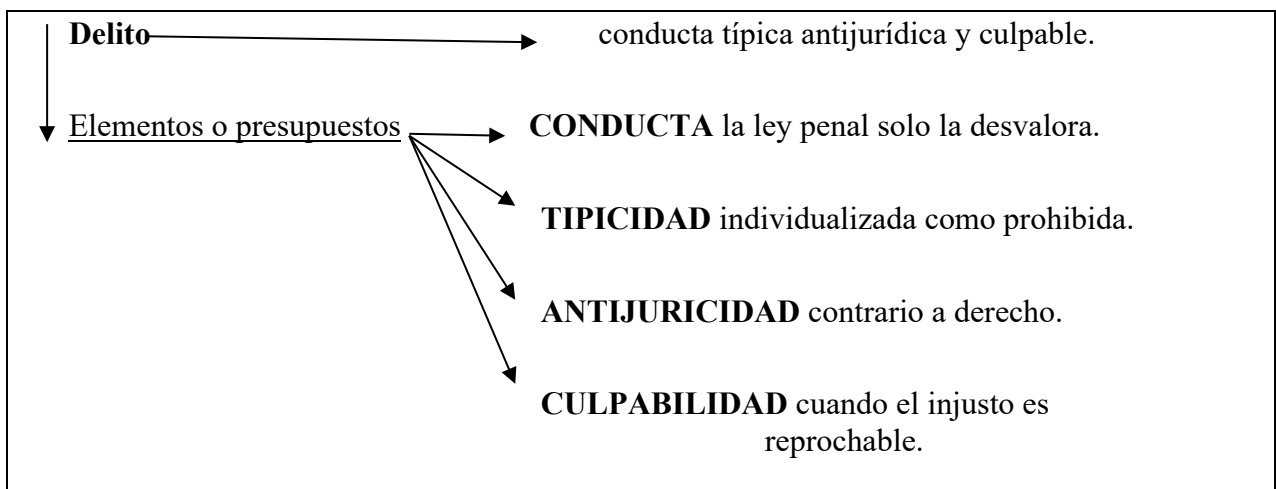 Delito conducta típica antijurídica y culpable.
Elementos o presupuestos CONDUCTA la ley penal solo la desvalora.
TIPICIDAD individualizada como prohibida.
ANTIJURICIDAD contrario a derecho.
CULPABILIDAD cuando el injusto es
reprochable.